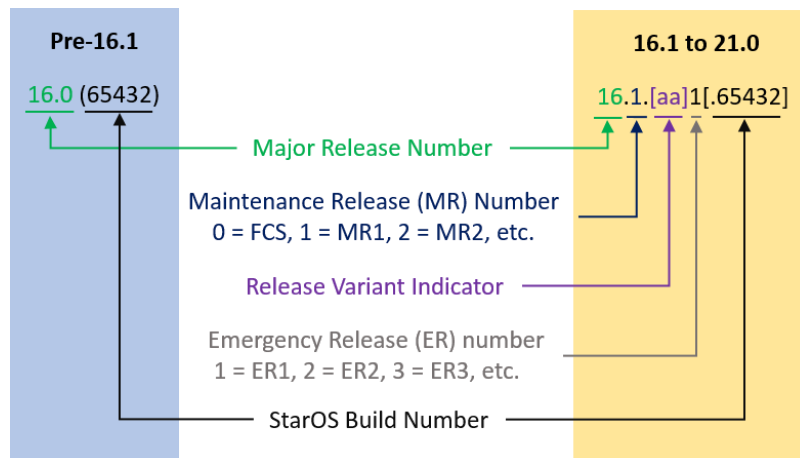 Pre-16.1
16.1 to 21.0
16.0 (65432)
16.1.[aa]1[.65432]
Major Release Number
Maintenance Release (MR) Number
0 = FCS, 1 = MR1, 2 = MR2, etc.
Release Variant Indicator
Emergency Release (ER) number
1 = ER1, 2 = ER2, 3 = ER3, etc.
StarOS Build Number